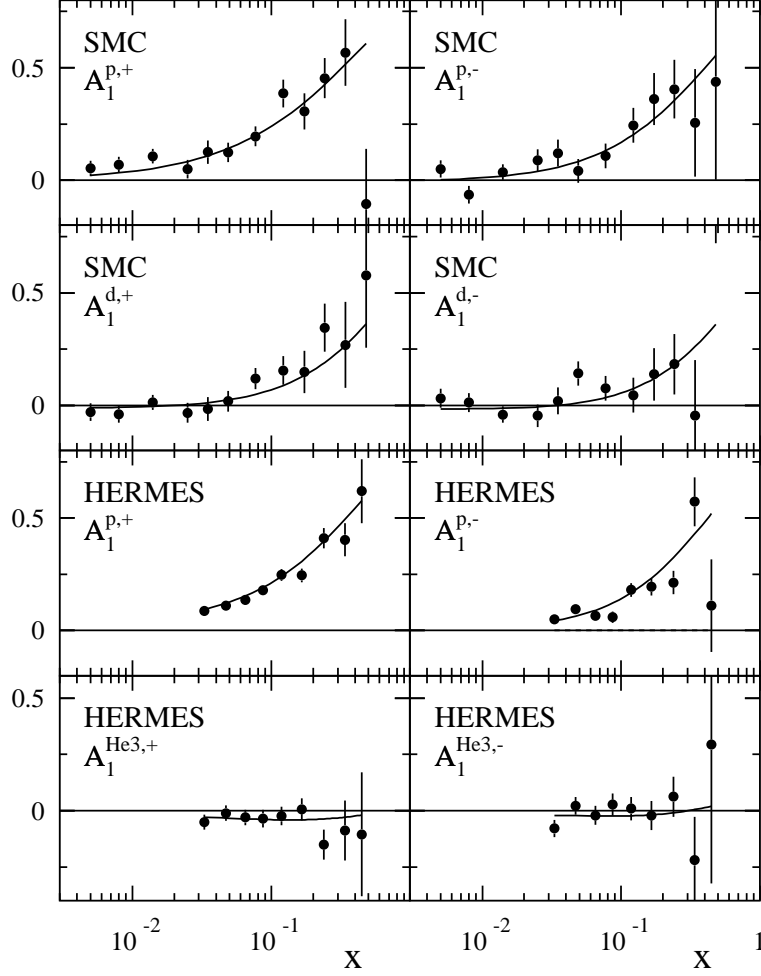 SMC
A₁ᵖ,⁺
SMC
A₁ᵖ,⁻
0.5
0
SMC
A₁ᵈ,⁺
SMC
A₁ᵈ,⁻
0.5
0
HERMES
A₁ᵖ,⁺
HERMES
A₁ᵖ,⁻
0.5
0
HERMES
A₁ᴴᵉ³,⁺
HERMES
A₁ᴴᵉ³,⁻
0.5
0
10⁻² 10⁻¹ 10⁻² 10⁻¹ 1
x x